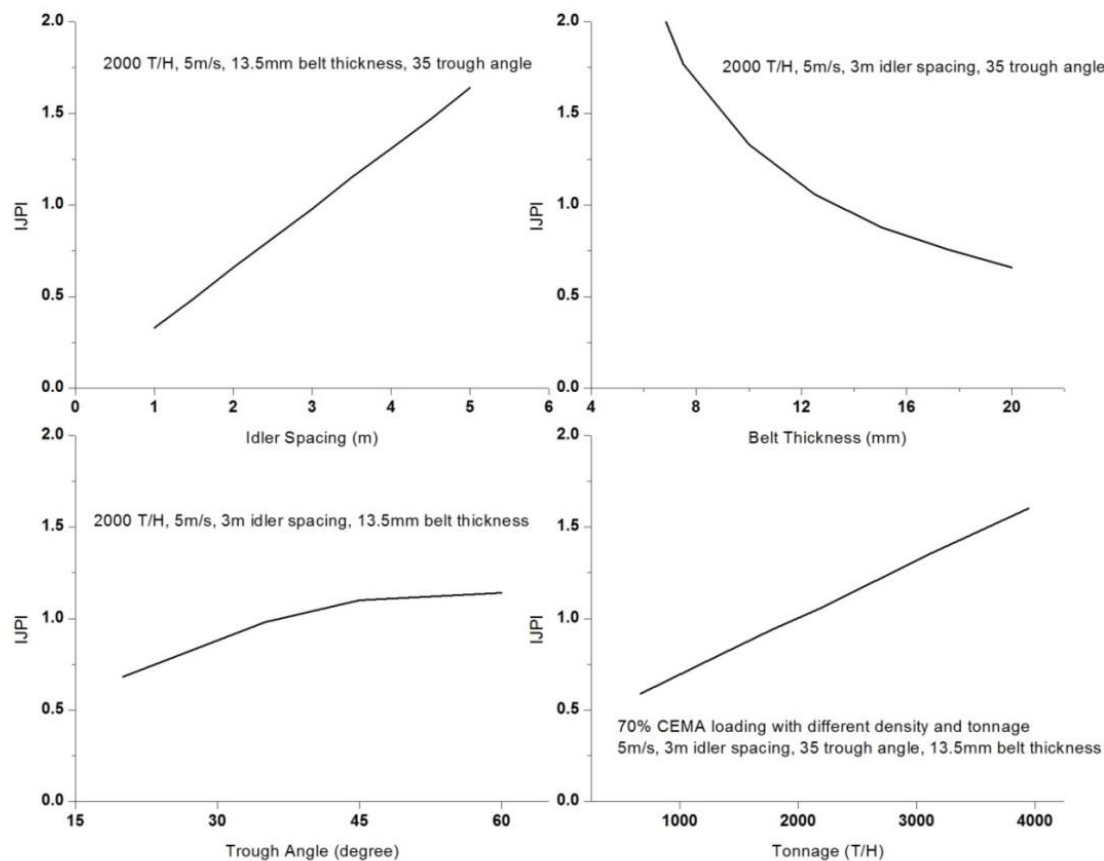 2.0
1.5
1.0
0.5
0.0
IJPI
2000 T/H, 5m/s, 13.5mm belt thickness, 35 trough angle
0 1 2 3 4 5 6
Idler Spacing (m)
2.0
1.5
1.0
0.5
0.0
IJPI
2000 T/H, 5m/s, 3m idler spacing, 35 trough angle
4 8 12 16 20
Belt Thickness (mm)
2.0
1.5
1.0
0.5
0.0
IJPI
2000 T/H, 5m/s, 3m idler spacing, 13.5mm belt thickness
15 30 45 60
Trough Angle (degree)
2.0
1.5
1.0
0.5
0.0
IJPI
70% CEMA loading with different density and tonnage
5m/s, 3m idler spacing, 35 trough angle, 13.5mm belt thickness
1000 2000 3000 4000
Tonnage (T/H)